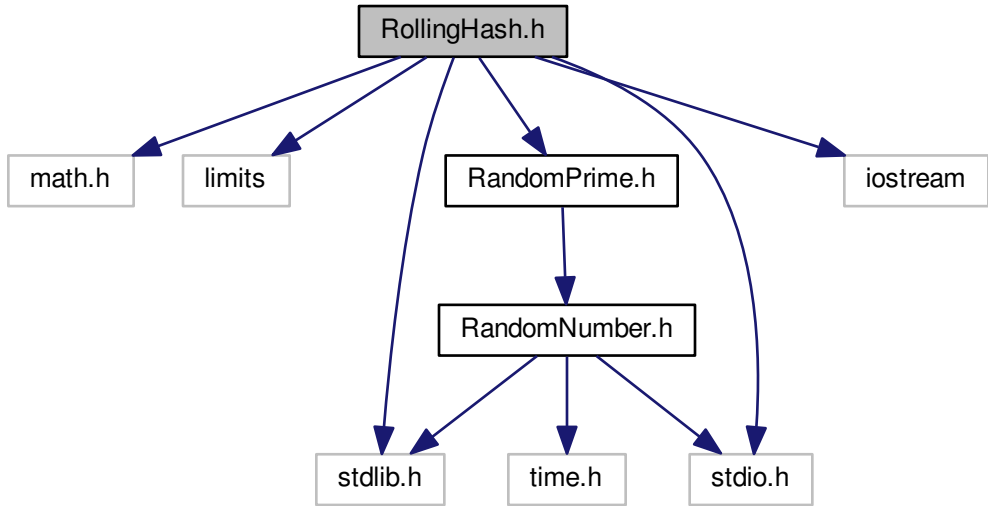 RollingHash.h
math.h
limits
RandomPrime.h
iostream
RandomNumber.h
stdlib.h
time.h
stdio.h